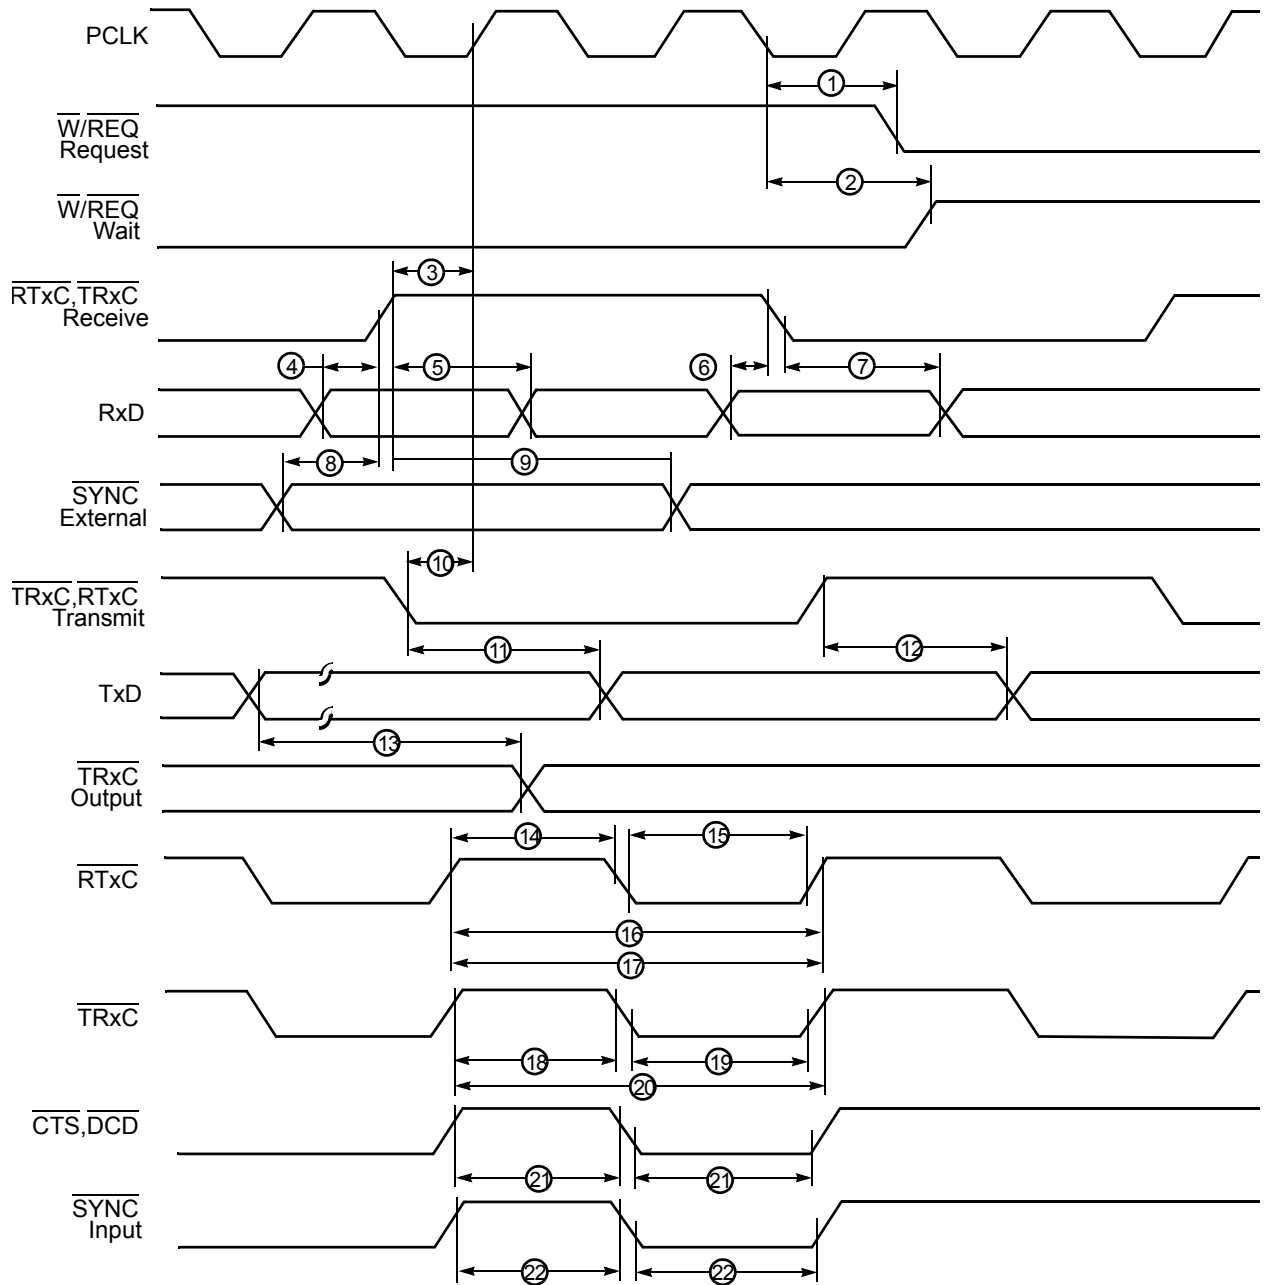 PCLK
1
W/REQ
Request
2
W/REQ
Wait
3
RTxC,TRxC
Receive
4
5
6
7
RxD
8
9
SYNC
External
10
TRxC,RTxC
Transmit
11
12
TxD
13
TRxC
Output
14
15
RTxC
16
17
TRxC
18
19
20
CTS,DCD
21
21
SYNC
Input
22
22